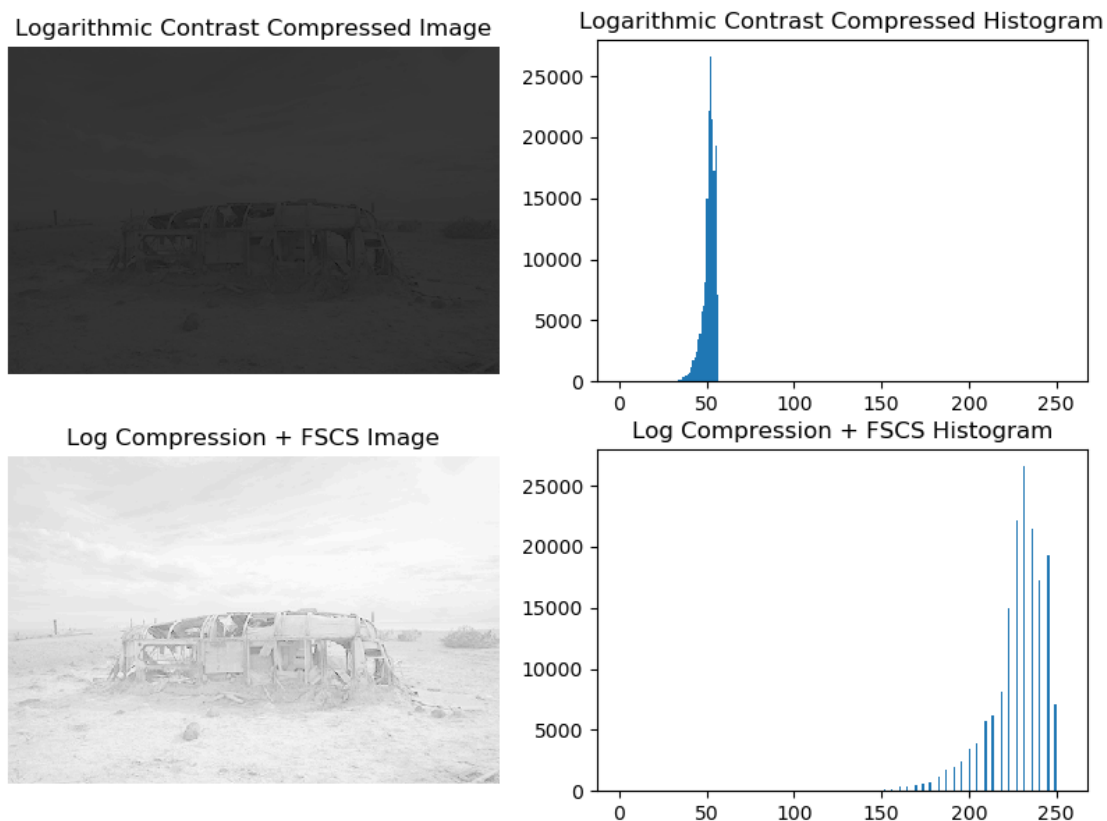 Logarithmic Contrast Compressed Image
Logarithmic Contrast Compressed Histogram
25000
20000
15000
10000
5000
0
0 50 100 150 200 250
Log Compression + FSCS Image
Log Compression + FSCS Histogram
25000
20000
15000
10000
5000
0
0 50 100 150 200 250